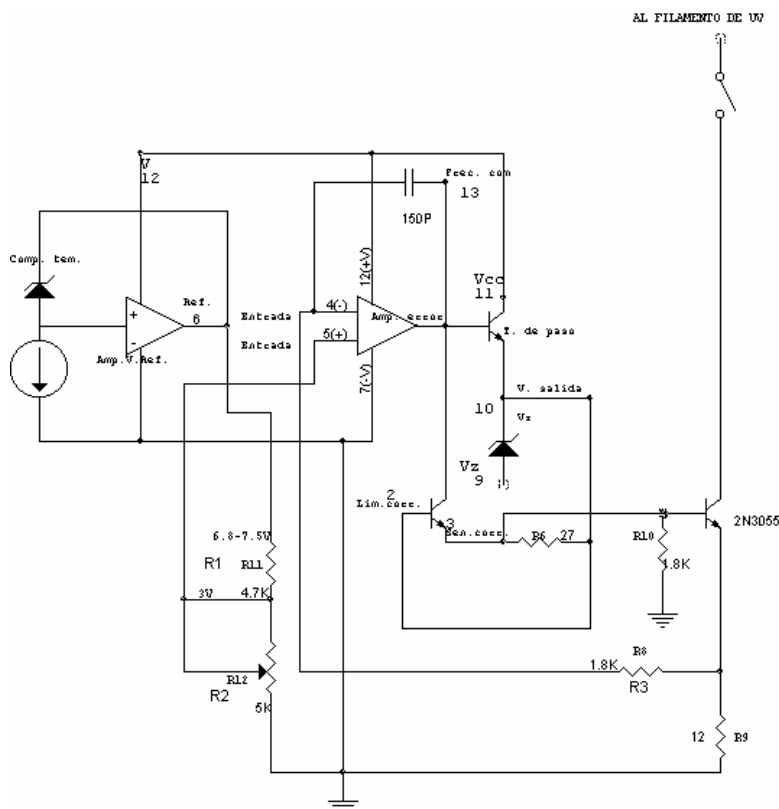 AL FILAMENTO DE UV
V
12
Frec. com
13
150P
Comp. tem.
12(+V)
Vcc
11
Ref.
6
Entrada
4(-)
Amp. error
+
-
Entrada
5(+)
T. de paso
Amp.V.Ref.
7(-V)
V. salida
10
Vz
Vz
9
2
Lim.corr.
3
Sen.corr.
R6
27
R10
1.8K
2N3055
6.8-7.5V
R1
R11
4.7K
3V
R12
R2
5K
R8
1.8K
R3
12
R9